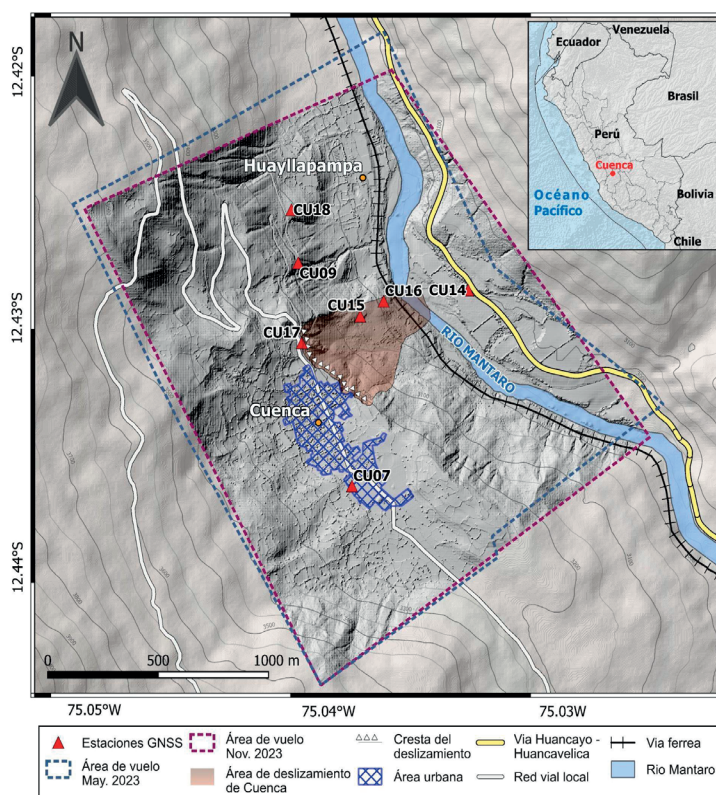 N
12.42°S
12.43°S
12.44°S
Venezuela
Ecuador
Brasil
Perú
Cuenca
Océano
Pacífico
Bolivia
Chile
Huayllapampa
CU18
CU09
CU16
CU14
CU15
CU17
RIO MANTARO
Cuenca
CU07
0 500 1000 m
75.05°W 75.04°W 75.03°W
Estaciones GNSS
Área de vuelo
May. 2023
Área de vuelo
Nov. 2023
Área de deslizamiento
de Cuenca
Cresta del
deslizamiento
Área urbana
Via Huancayo -
Huancavelica
Red vial local
Via ferrea
Rio Mantaro